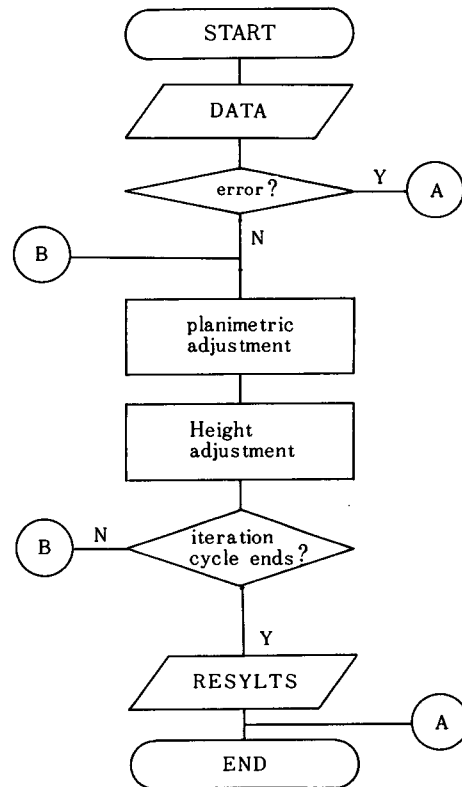 START
DATA
error?
Y
A
N
B
planimetric
adjustment
Height
adjustment
B
N
iteration
cycle ends?
Y
RESYLTS
A
END